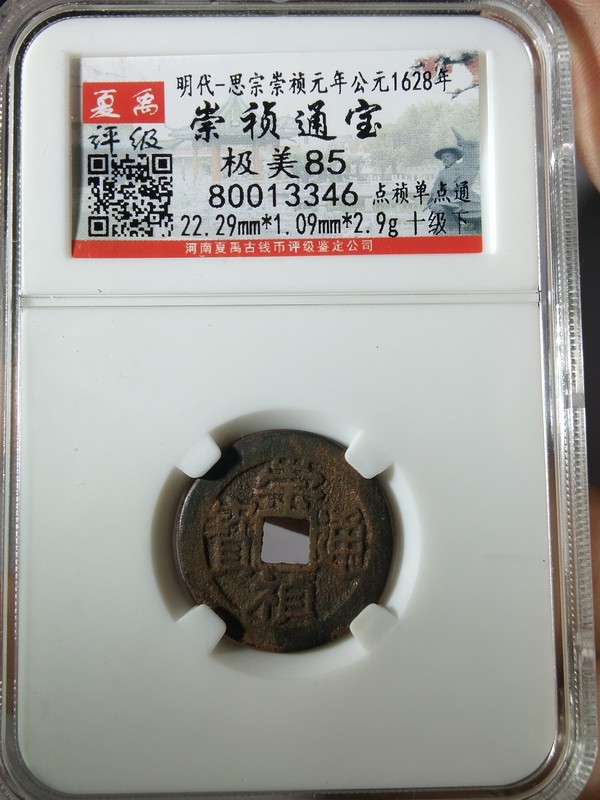 夏禹
评级
明代-思宗崇祯元年公元1628年
崇祯通宝
极美85
80013346 点祯单点通
22.29mm*1.09mm*2.9g 十级下
河南夏禹古钱币评级鉴定公司
崇禎通寳